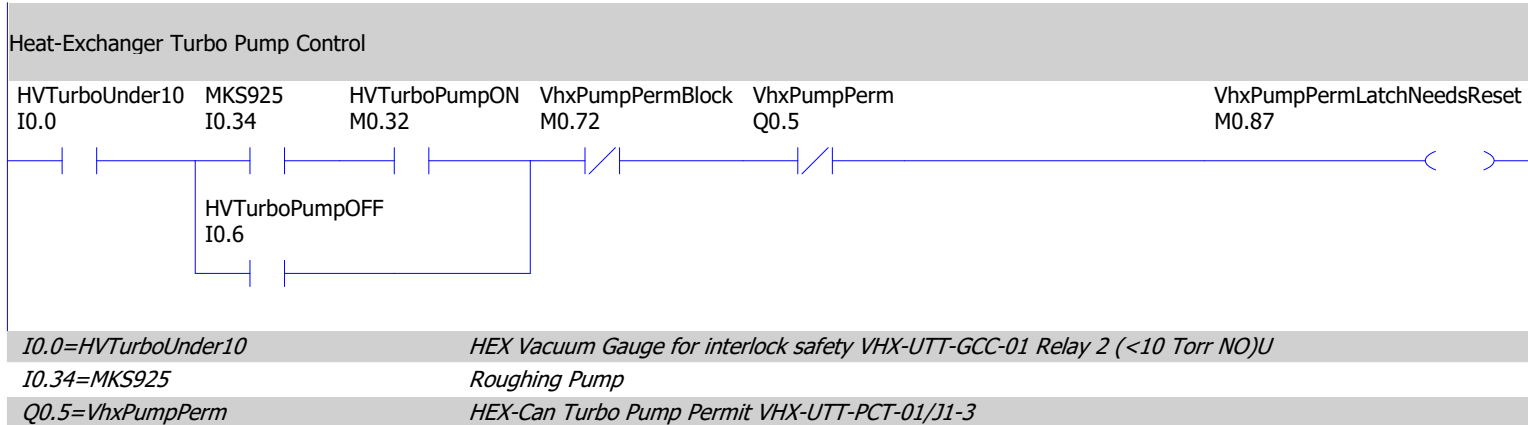 Heat-Exchanger Turbo Pump Control
HVTurboUnder10 MKS925 HVTurboPumpON VhxPumpPermBlock VhxPumpPerm VhxPumpPermLatchNeedsReset
I0.0 I0.34 M0.32 M0.72 Q0.5 M0.87
HVTurboPumpOFF
I0.6
I0.0=HVTurboUnder10 HEX Vacuum Gauge for interlock safety VHX-UTT-GCC-01 Relay 2 (<10 Torr NO)U
I0.34=MKS925 Roughing Pump
Q0.5=VhxPumpPerm HEX-Can Turbo Pump Permit VHX-UTT-PCT-01/J1-3